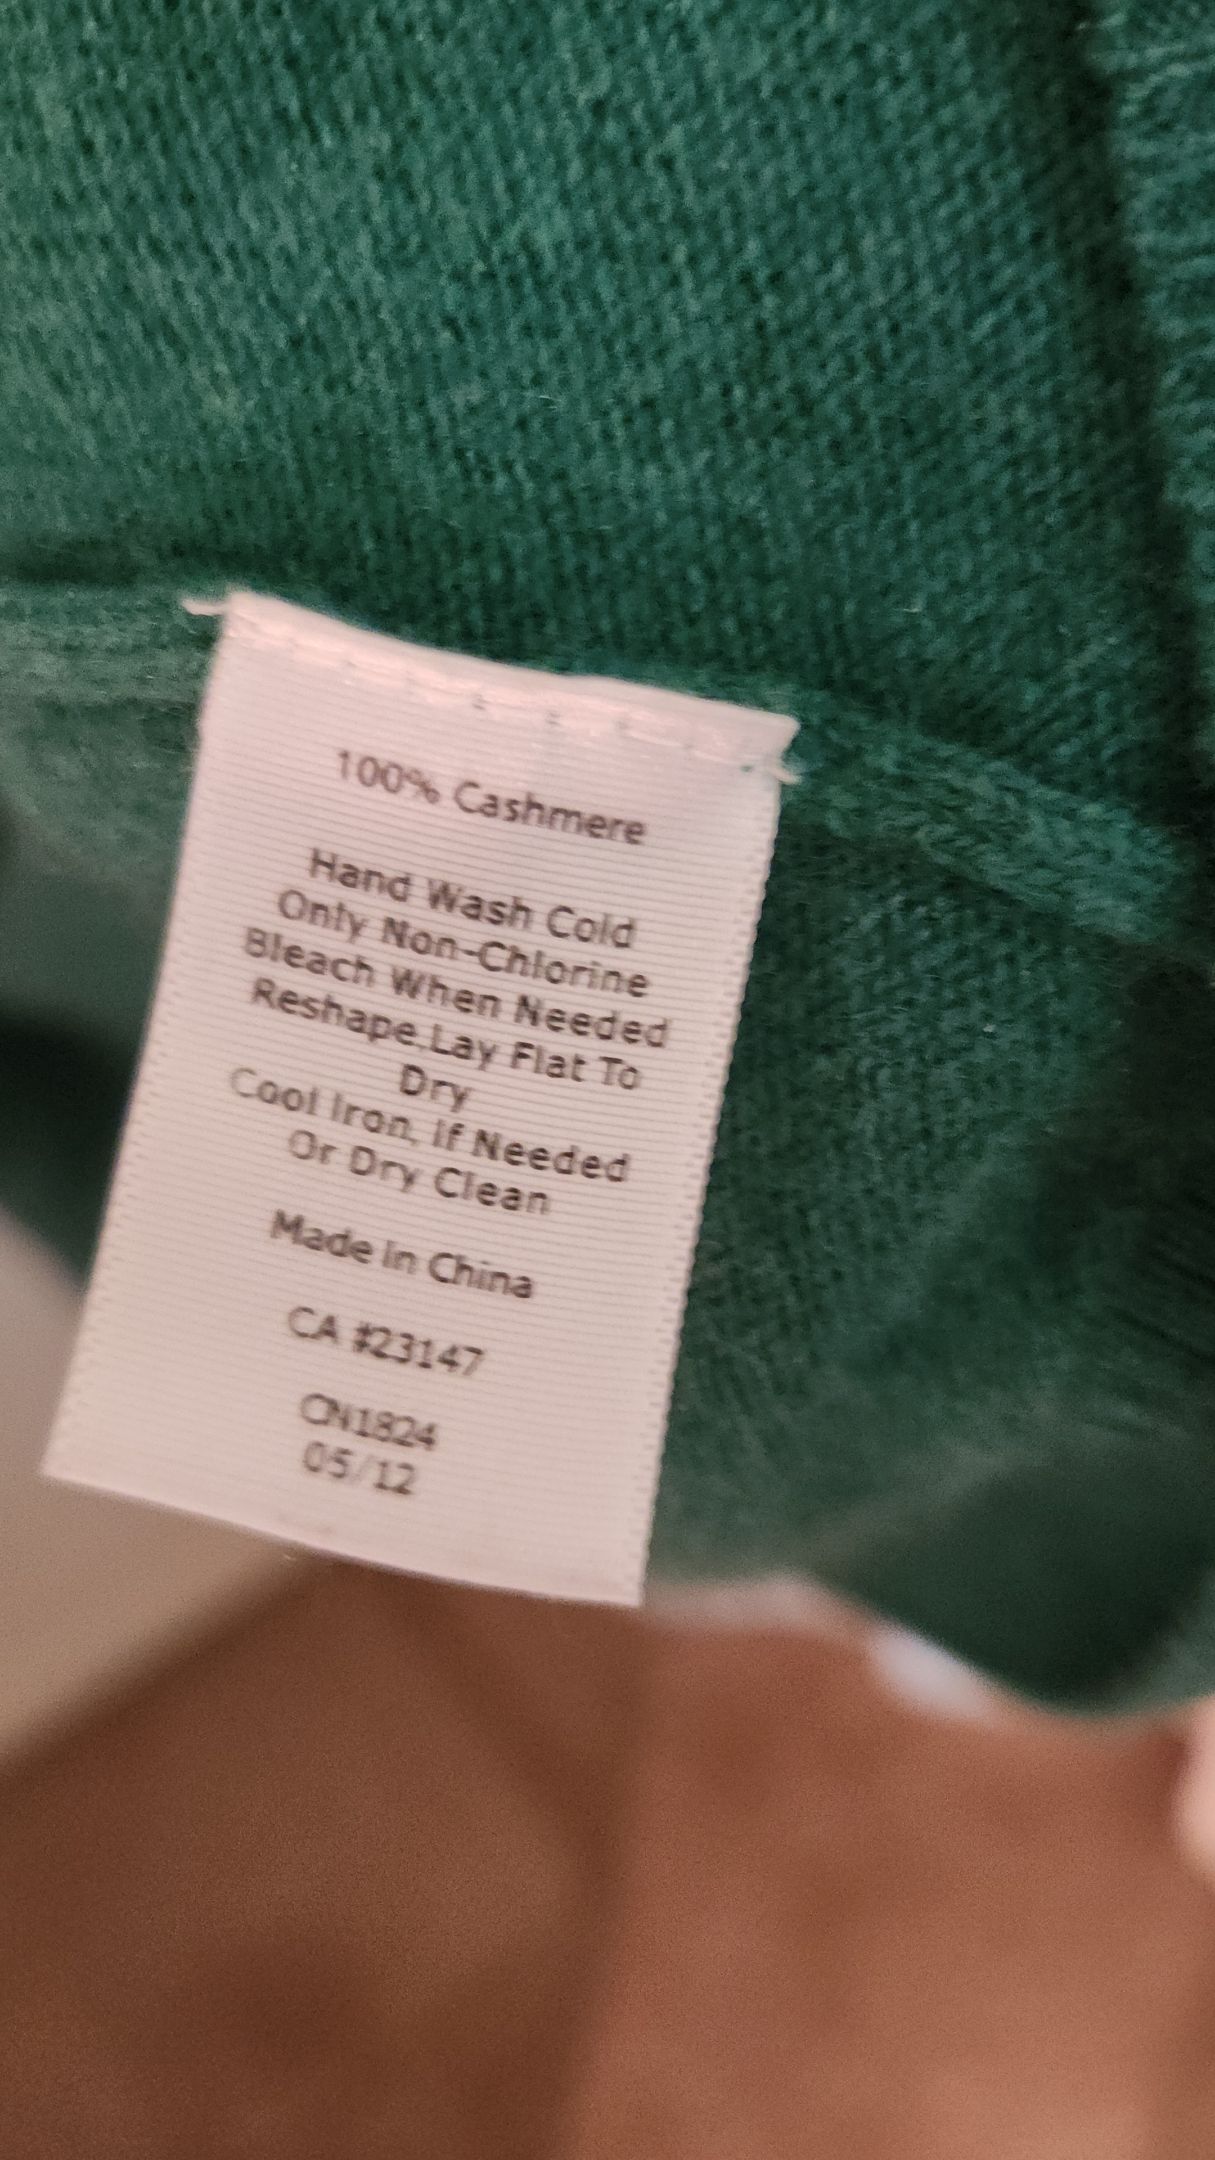 100% Cashmere
Hand Wash Cold
Only Non-Chlorine
Bleach When Needed
Reshape,Lay Flat To
Dry
Cool Iron, If Needed
Or Dry Clean
Made in China
CA #23147
CN1824
05/12